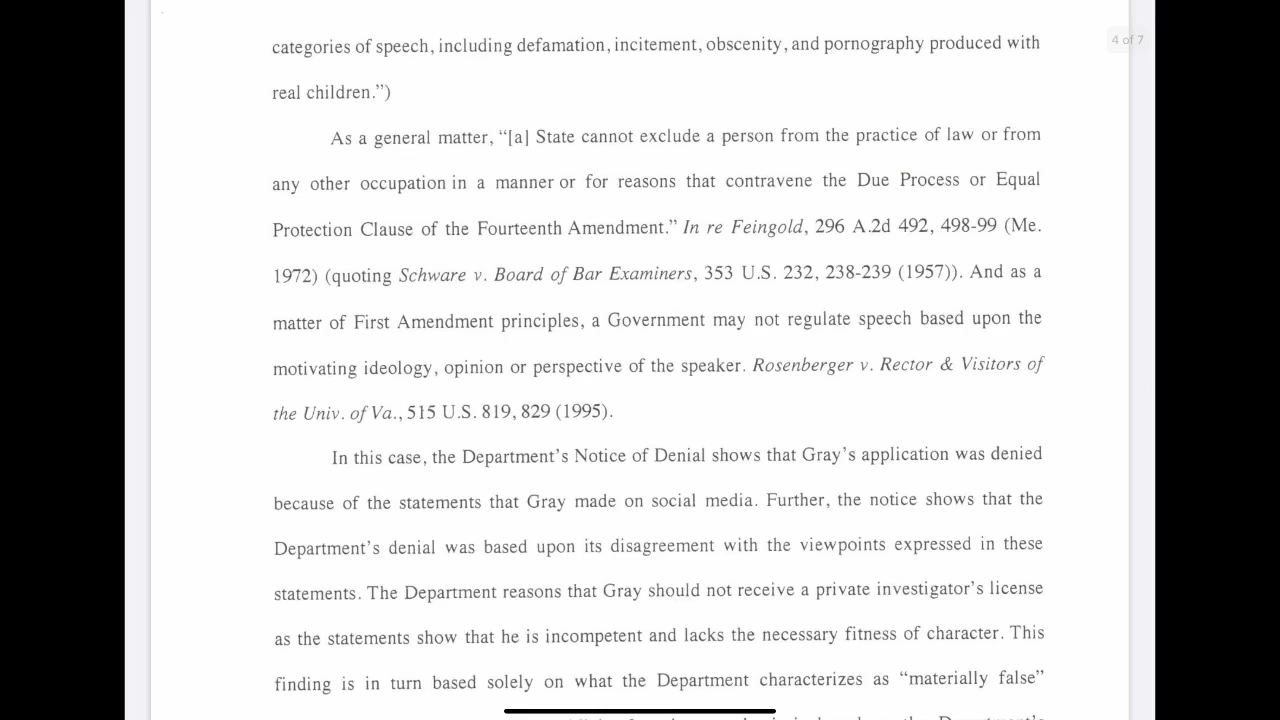 4 of 7
categories of speech, including defamation, incitement, obscenity, and pornography produced with
real children.”)
As a general matter, “[a] State cannot exclude a person from the practice of law or from
any other occupation in a manner or for reasons that contravene the Due Process or Equal
Protection Clause of the Fourteenth Amendment.” In re Feingold, 296 A.2d 492, 498-99 (Me.
1972) (quoting Schware v. Board of Bar Examiners, 353 U.S. 232, 238-239 (1957)). And as a
matter of First Amendment principles, a Government may not regulate speech based upon the
motivating ideology, opinion or perspective of the speaker. Rosenberger v. Rector & Visitors of
the Univ. of Va., 515 U.S. 819, 829 (1995).
In this case, the Department’s Notice of Denial shows that Gray’s application was denied
because of the statements that Gray made on social media. Further, the notice shows that the
Department’s denial was based upon its disagreement with the viewpoints expressed in these
statements. The Department reasons that Gray should not receive a private investigator’s license
as the statements show that he is incompetent and lacks the necessary fitness of character. This
finding is in turn based solely on what the Department characterizes as “materially false”